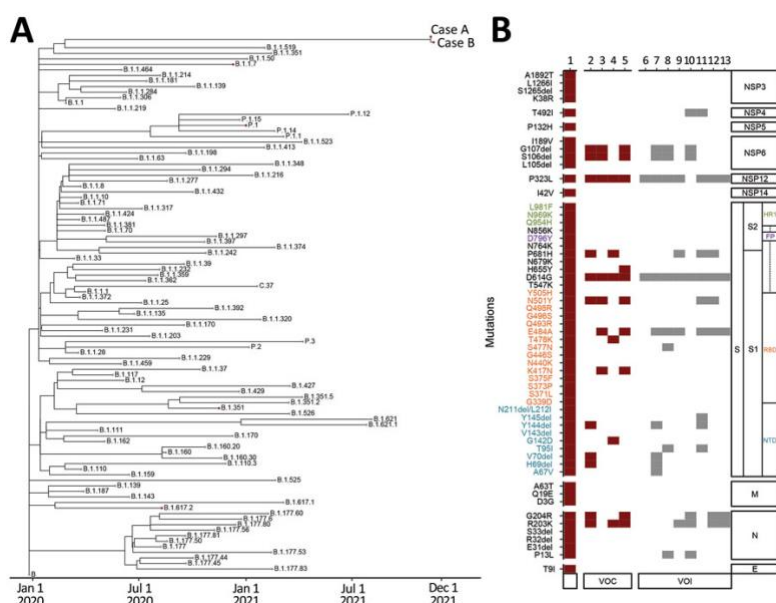 A
Case A
Case B
B.1.1.519
B.1.1.351
B.1.1.50
B.1.1.7
B.1.1.464
B.1.1.214
B.1.1.181
B.1.1.139
B.1.1.284
B.1.1.306
B.1.1
B.1.1.219
P.1.12
P.1.15
P.1
P.1.14
P.1.1
B.1.1.523
B.1.1.413
B.1.1.198
B.1.1.63
B.1.1.348
B.1.1.294
B.1.1.216
B.1.1.277
B.1.1.8
B.1.1.432
B.1.1.10
B.1.1.71
B.1.1.317
B.1.1.424
B.1.1.487
B.1.1.381
B.1.1.70
B.1.1.297
B.1.1.397
B.1.1.374
B.1.1.242
B.1.1.33
B.1.1.39
B.1.1.232
B.1.1.359
B.1.1.362
C.37
B.1.1.1
B.1.1.372
B.1.1.25
B.1.1.392
B.1.1.135
B.1.1.320
B.1.1.170
B.1.1.231
B.1.1.203
P.3
P.2
B.1.1.28
B.1.1.229
B.1.459
B.1.1.37
B.1.117
B.1.12
B.1.427
B.1.429
B.1.351.5
B.1.351.2
B.1.351
B.1.526
B.1.621
B.1.621.1
B.1.111
B.1.170
B.1.162
B.1.160.20
B.1.160
B.1.160.30
B.1.110.3
B.1.110
B.1.159
B.1.525
B.1.139
B.1.187
B.1.143
B.1.617.1
B.1.617.2
B.1.177.60
B.1.177.6
B.1.177.80
B.1.177.56
B.1.177.81
B.1.177.50
B.1.177
B.1.177.53
B.1.177.44
B.1.177.45
B.1.177.83
B
Jan 1 Jul 1 Jan 1 Jul 1 Dec 1
2020 2020 2021 2021 2021
B
1 2 3 4 5 6 7 8 9 10 11 12 13
Mutations
A1892T
L1266I
S1265del
K38R
NSP3
T492I
NSP4
P132H
NSP5
I189V
G107del
S106del
L105del
NSP6
P323L
NSP12
I42V
NSP14
L981F
N969K
Q954H
N856K
D796Y
N764K
P681H
N679K
H655Y
D614G
T547K
Y505H
N501Y
Q498R
G496S
Q493R
E484A
T478K
S477N
G446S
N440K
K417N
S375F
S373P
S371L
G339D
N211del/L212I
Y145del
Y144del
V143del
G142D
T95I
V70del
H69del
A67V
S
S2
S1
HR1
FP
RBD
NTD
A63T
Q19E
D3G
M
G204R
R203K
S33del
R32del
E31del
P13L
N
T9I
E
VOC
VOI